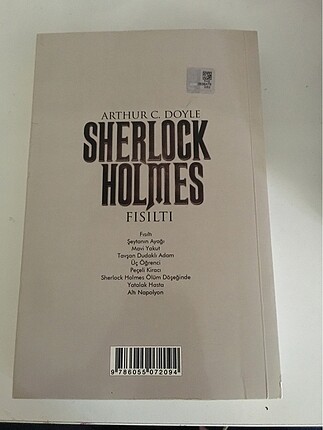 ARTHUR C. DOYLE
SHERLOCK
HOLMES
FISILTI
Fısıltı
Şeytanın Ayağı
Mavi Yakut
Tavşan Dudaklı Adam
Üç Öğrenci
Peçeli Kiracı
Sherlock Holmes Ölüm Döşeğinde
Yatalak Hasta
Altı Napolyon
9 786055 072094